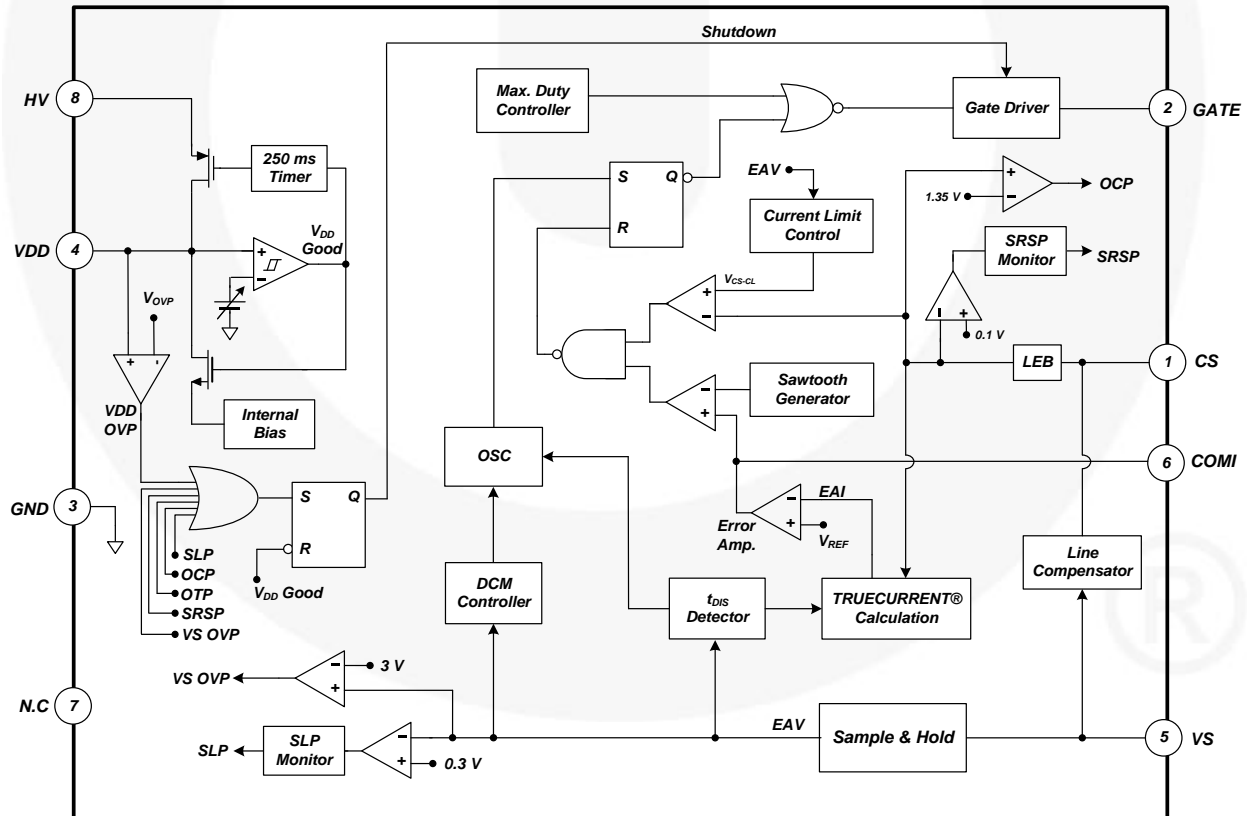 Shutdown
HV
8
Max. Duty
Controller
Gate Driver
2
GATE
250 ms
Timer
S
Q
R
EAV
Current Limit
Control
+
−
1.35 V
OCP
VDD
4
VDD
Good
+
−
SRSP
Monitor
SRSP
VOVP
VCS-CL
+
−
−
+
0.1 V
+
-
VDD
OVP
LEB
1
CS
Internal
Bias
−
+
Sawtooth
Generator
OSC
6
COMI
GND
3
S
Q
R
EAI
−
+
VREF
Error
Amp.
SLP
OCP
OTP
SRSP
VS OVP
VDD Good
DCM
Controller
tDIS
Detector
TRUECURRENT®
Calculation
Line
Compensator
®
VS OVP
−
+
3 V
N.C
7
EAV
Sample & Hold
5
VS
SLP
SLP
Monitor
−
+
0.3 V